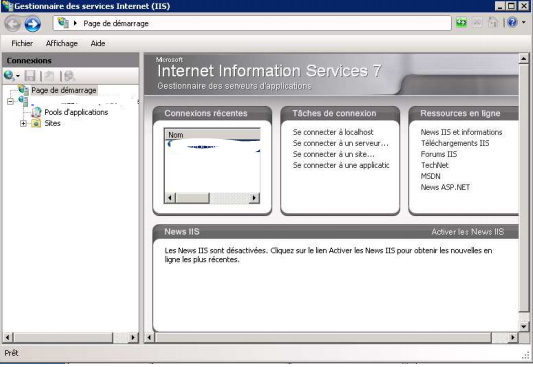 Gestionnaire des services Internet (IIS)
Page de démarrage
Fichier Affichage Aide
Connexions
Page de démarrage
Pools d'applications
Sites
Microsoft
Internet Information Services 7
Gestionnaire des serveurs d'applications
Connexions récentes
Nom
Tâches de connexion
Se connecter à localhost
Se connecter à un serveur...
Se connecter à un site...
Se connecter à une applicatic
Ressources en ligne
News IIS et informations
Téléchargements IIS
Forums IIS
TechNet
MSDN
News ASP.NET
News IIS
Activer les News IIS
Les News IIS sont désactivées. Cliquez sur le lien Activer les News IIS pour obtenir les nouvelles en
ligne les plus récentes.
Prêt